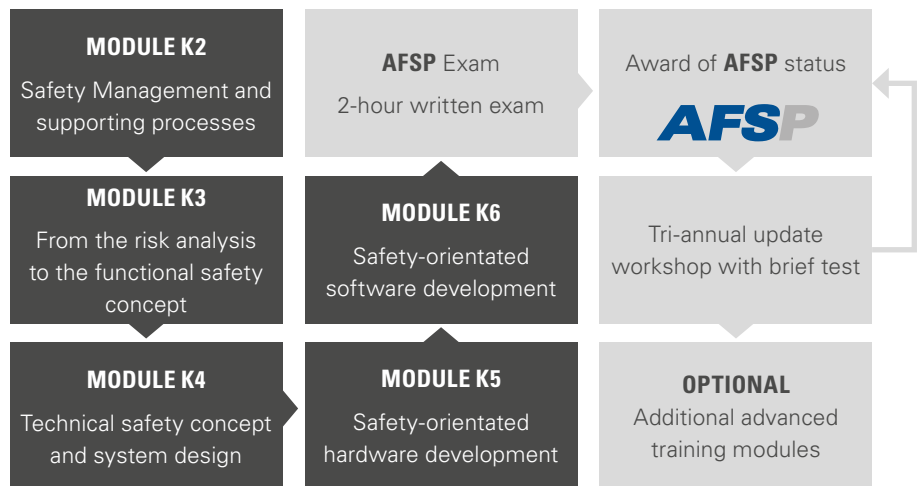 MODULE K2
Safety Management and
supporting processes
MODULE K3
From the risk analysis
to the functional safety
concept
MODULE K4
Technical safety concept
and system design
MODULE K5
Safety-orientated
hardware development
MODULE K6
Safety-orientated
software development
AFSP Exam
2-hour written exam
Award of AFSP status
AFSP
Tri-annual update
workshop with brief test
OPTIONAL
Additional advanced
training modules